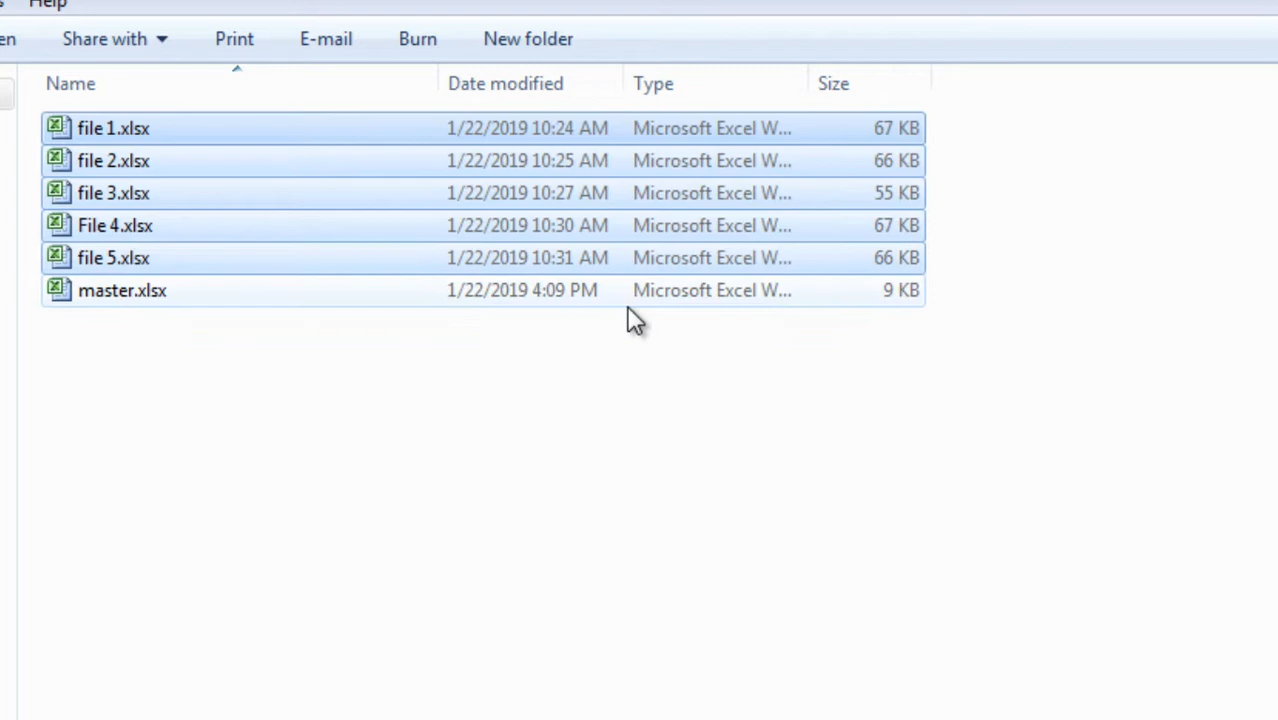 Help
en Share with Print E-mail Burn New folder
Name Date modified Type Size
file 1.xlsx 1/22/2019 10:24 AM Microsoft Excel W... 67 KB
file 2.xlsx 1/22/2019 10:25 AM Microsoft Excel W... 66 KB
file 3.xlsx 1/22/2019 10:27 AM Microsoft Excel W... 55 KB
File 4.xlsx 1/22/2019 10:30 AM Microsoft Excel W... 67 KB
file 5.xlsx 1/22/2019 10:31 AM Microsoft Excel W... 66 KB
master.xlsx 1/22/2019 4:09 PM Microsoft Excel W... 9 KB